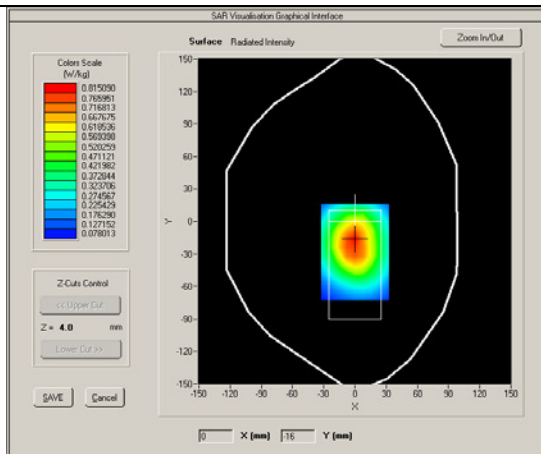 SAR Visualisation Graphical Interface
Surface Radiated Intensity
Zoom In/Out
Colors Scale
(W/kg)
0.815090
0.765951
0.716813
0.667675
0.618536
0.569398
0.520259
0.471121
0.421982
0.372844
0.323706
0.274567
0.225429
0.176290
0.127152
0.078013
Z-Cuts Control
<< Upper Cut
Z = 4.0 mm
Lower Cut >>
SAVE Cancel
150
120
90
60
30
0
-30
-60
-90
-120
-150
Y
-150 -120 -90 -60 -30 0 30 60 90 120 150
X
0 X (mm) -16 Y (mm)